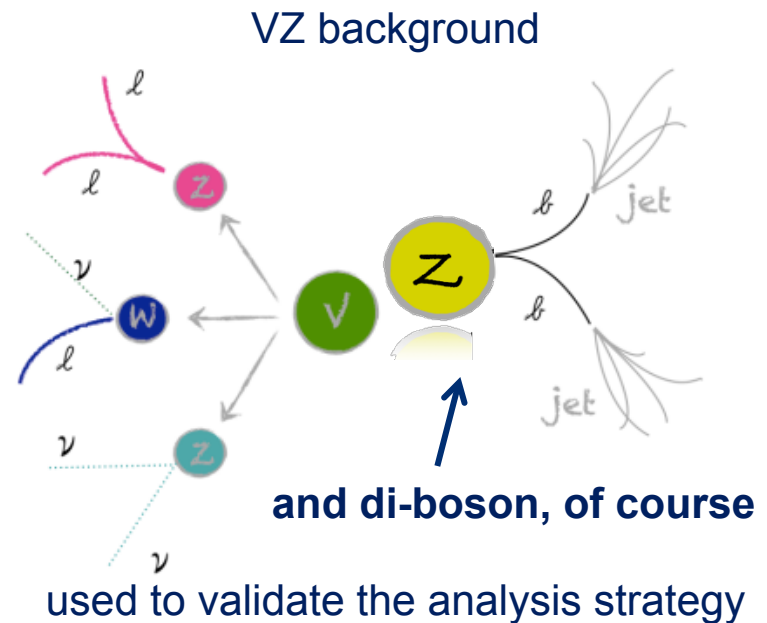 VZ background
ℓ
ℓ
Z
ν
W
ℓ
ν
Z
ν
V
Z
b
jet
b
jet
and di-boson, of course
used to validate the analysis strategy